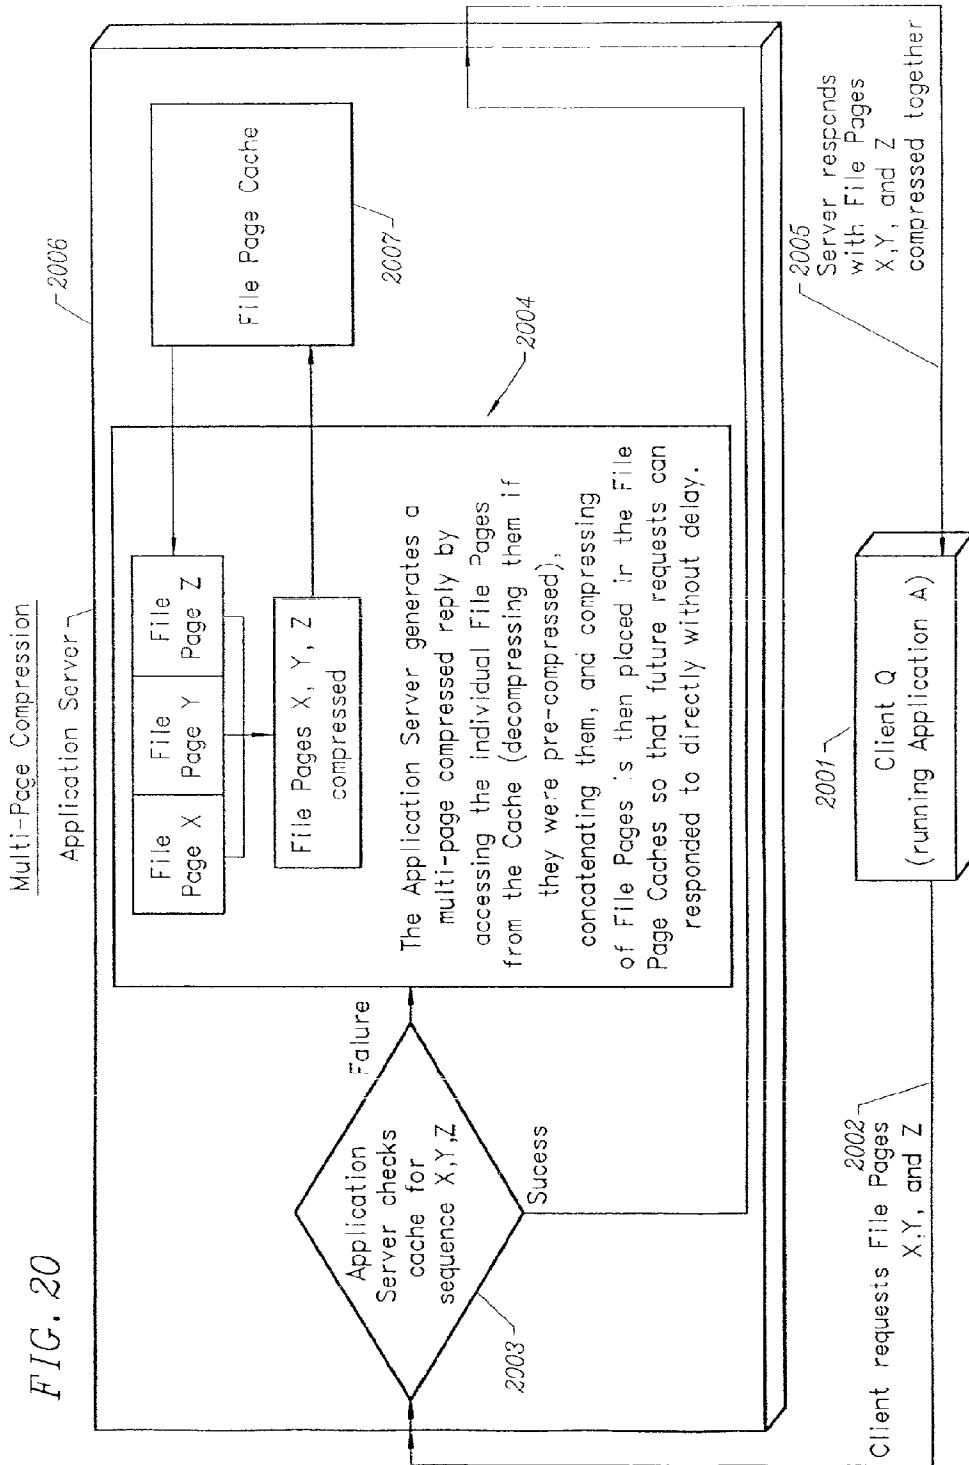 FIG. 20
Multi-Page Compression
Application Server
2006
File
Page X
File
Page Y
File
Page Z
File Pages X, Y, Z
compressed
File Page Cache
2007
The Application Server generates a
multi-page compressed reply by
accessing the individual File Pages
from the Cache (decompressing them if
they were pre-compressed),
concatenating them, and compressing
of File Pages is then placed in the File
Page Caches so that future requests can
responded to directly without delay.
2004
Application
Server checks
cache for
sequence X,Y,Z
2003
Falure
Sucess
2002
Client requests File Pages
X,Y, and Z
2001
Client Q
(running Application A)
2005
Server responds
with File Pages
X,Y, and Z
compressed together